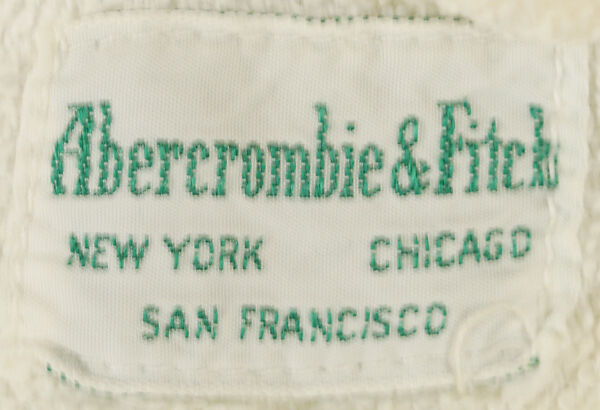 Abercrombie & Fitch
NEW YORK CHICAGO
SAN FRANCISCO